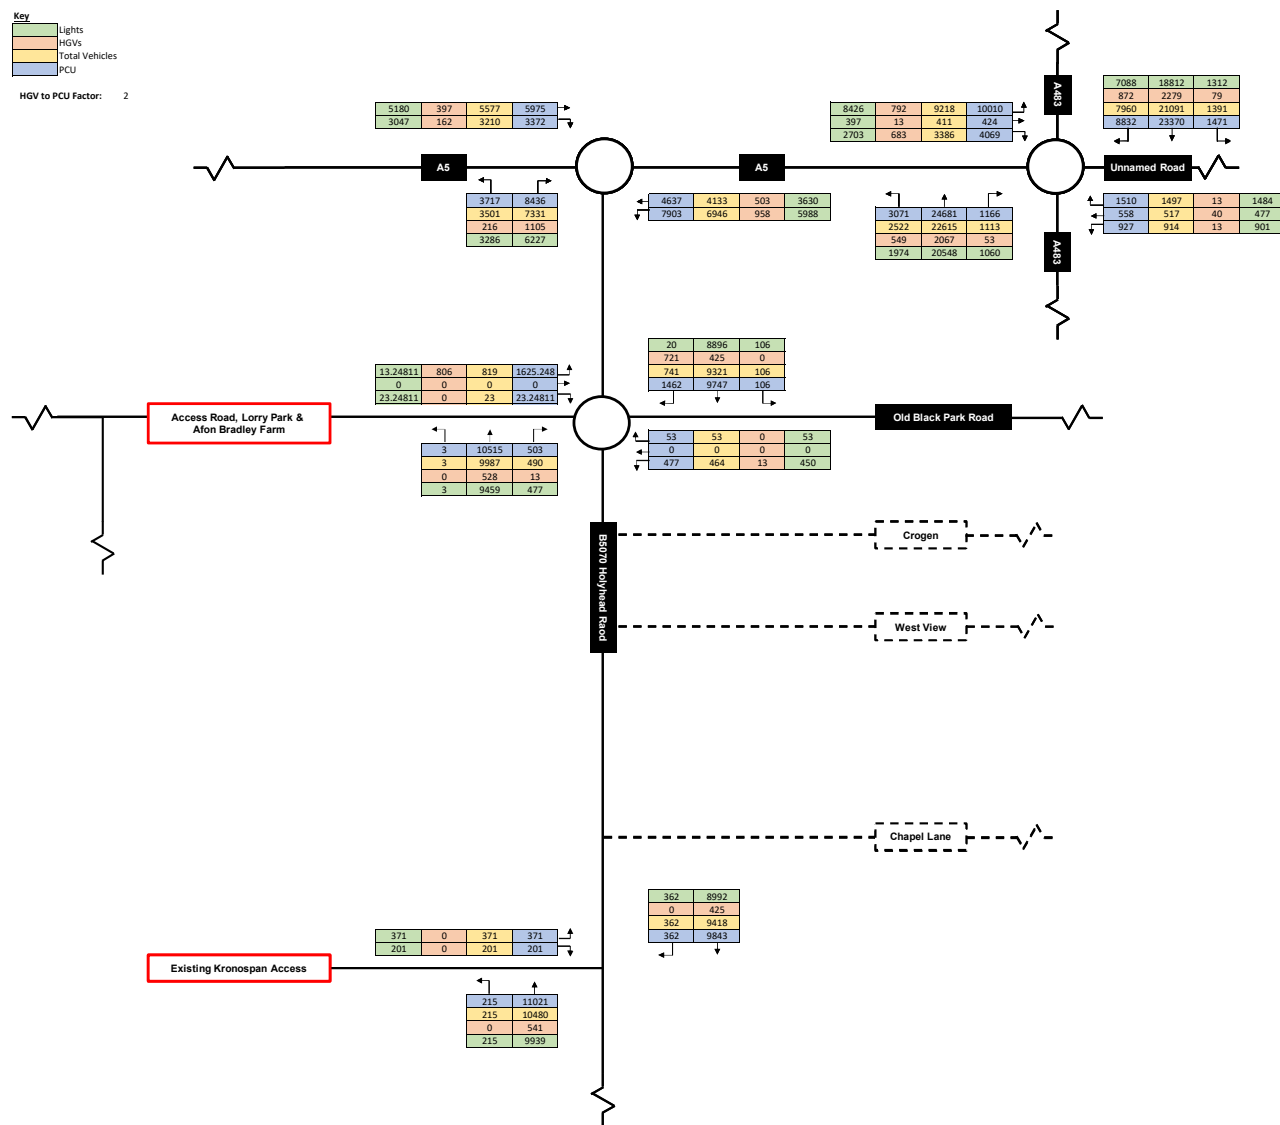 Key
Lights
HGVs
Total Vehicles
PCU
HGV to PCU Factor: 2
5180 397 5577 5975
3047 162 3210 3372
8426 792 9218 10010
397 13 411 424
2703 683 3386 4069
A483
7088 18812 1312
872 2279 79
7960 21091 1391
8832 23370 1471
A5
A5
Unnamed Road
3717 8436
3501 7331
216 1105
3286 6227
4637 4133 503 3630
7903 6946 958 5988
3071 24681 1166
2522 22615 1113
549 2067 53
1974 20548 1060
A483
1510 1497 13 1484
558 517 40 477
927 914 13 901
20 8896 106
721 425 0
741 9321 106
1462 9747 106
13.24811 806 819 1625.248
0 0 0 0
23.24811 0 23 23.24811
Access Road, Lorry Park &
Afon Bradley Farm
Old Black Park Road
3 10515 503
3 9987 490
0 528 13
3 9459 477
53 53 0 53
0 0 0 0
477 464 13 450
B5070 Holyhead Raod
Crogen
West View
Chapel Lane
362 8992
0 425
362 9418
362 9843
371 0 371 371
201 0 201 201
Existing Kronospan Access
215 11021
215 10480
0 541
215 9939